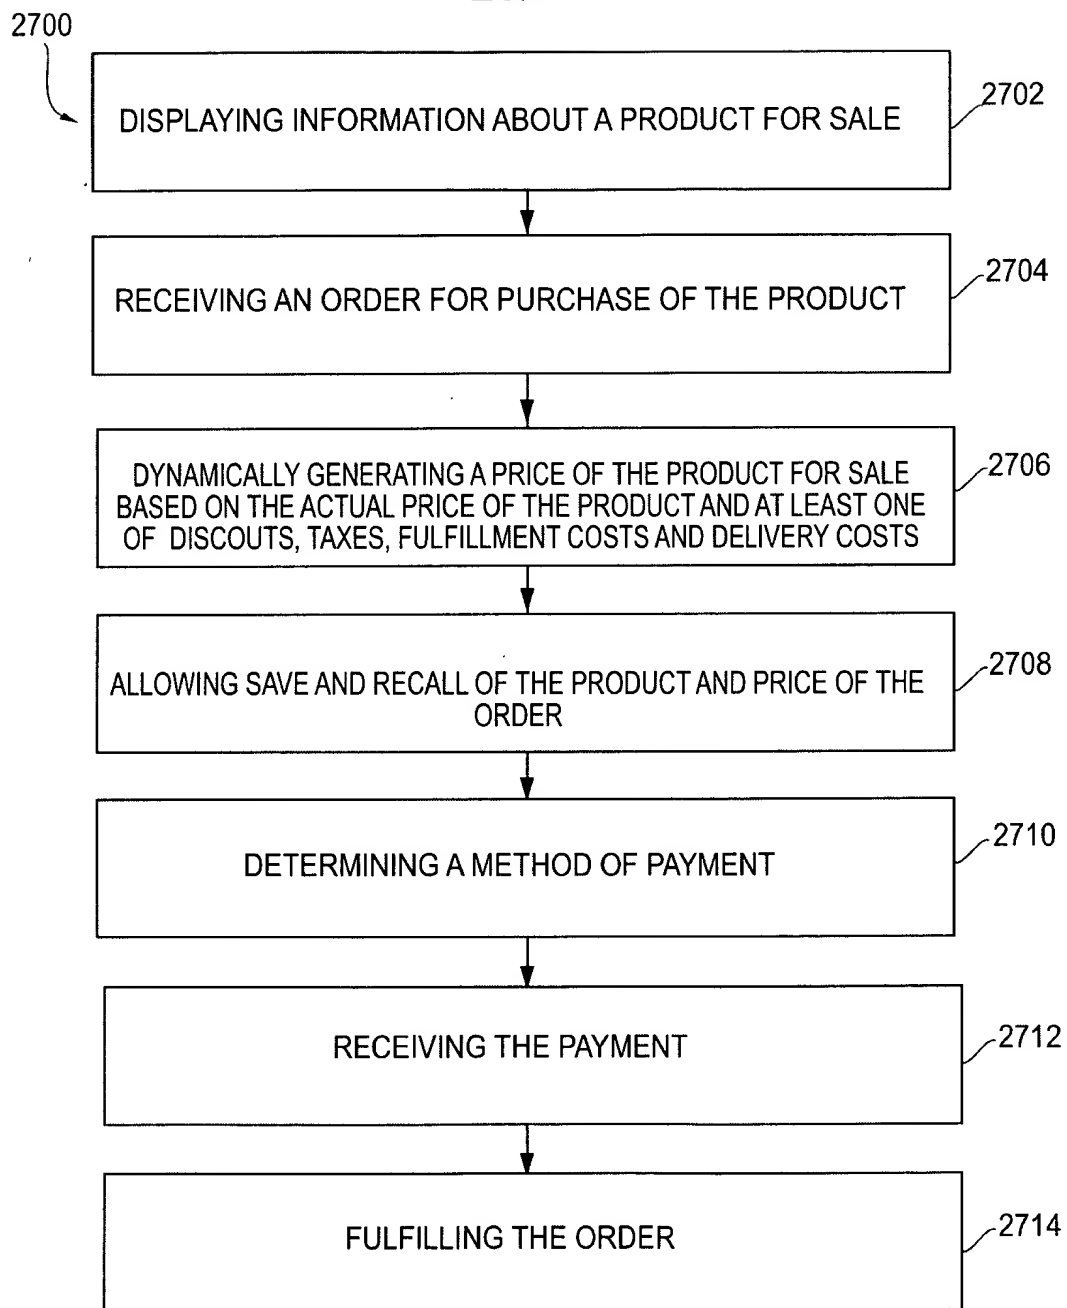 2700
DISPLAYING INFORMATION ABOUT A PRODUCT FOR SALE
2702
RECEIVING AN ORDER FOR PURCHASE OF THE PRODUCT
2704
DYNAMICALLY GENERATING A PRICE OF THE PRODUCT FOR SALE
BASED ON THE ACTUAL PRICE OF THE PRODUCT AND AT LEAST ONE
OF DISCOUTS, TAXES, FULFILLMENT COSTS AND DELIVERY COSTS
2706
ALLOWING SAVE AND RECALL OF THE PRODUCT AND PRICE OF THE
ORDER
2708
DETERMINING A METHOD OF PAYMENT
2710
RECEIVING THE PAYMENT
2712
FULFILLING THE ORDER
2714